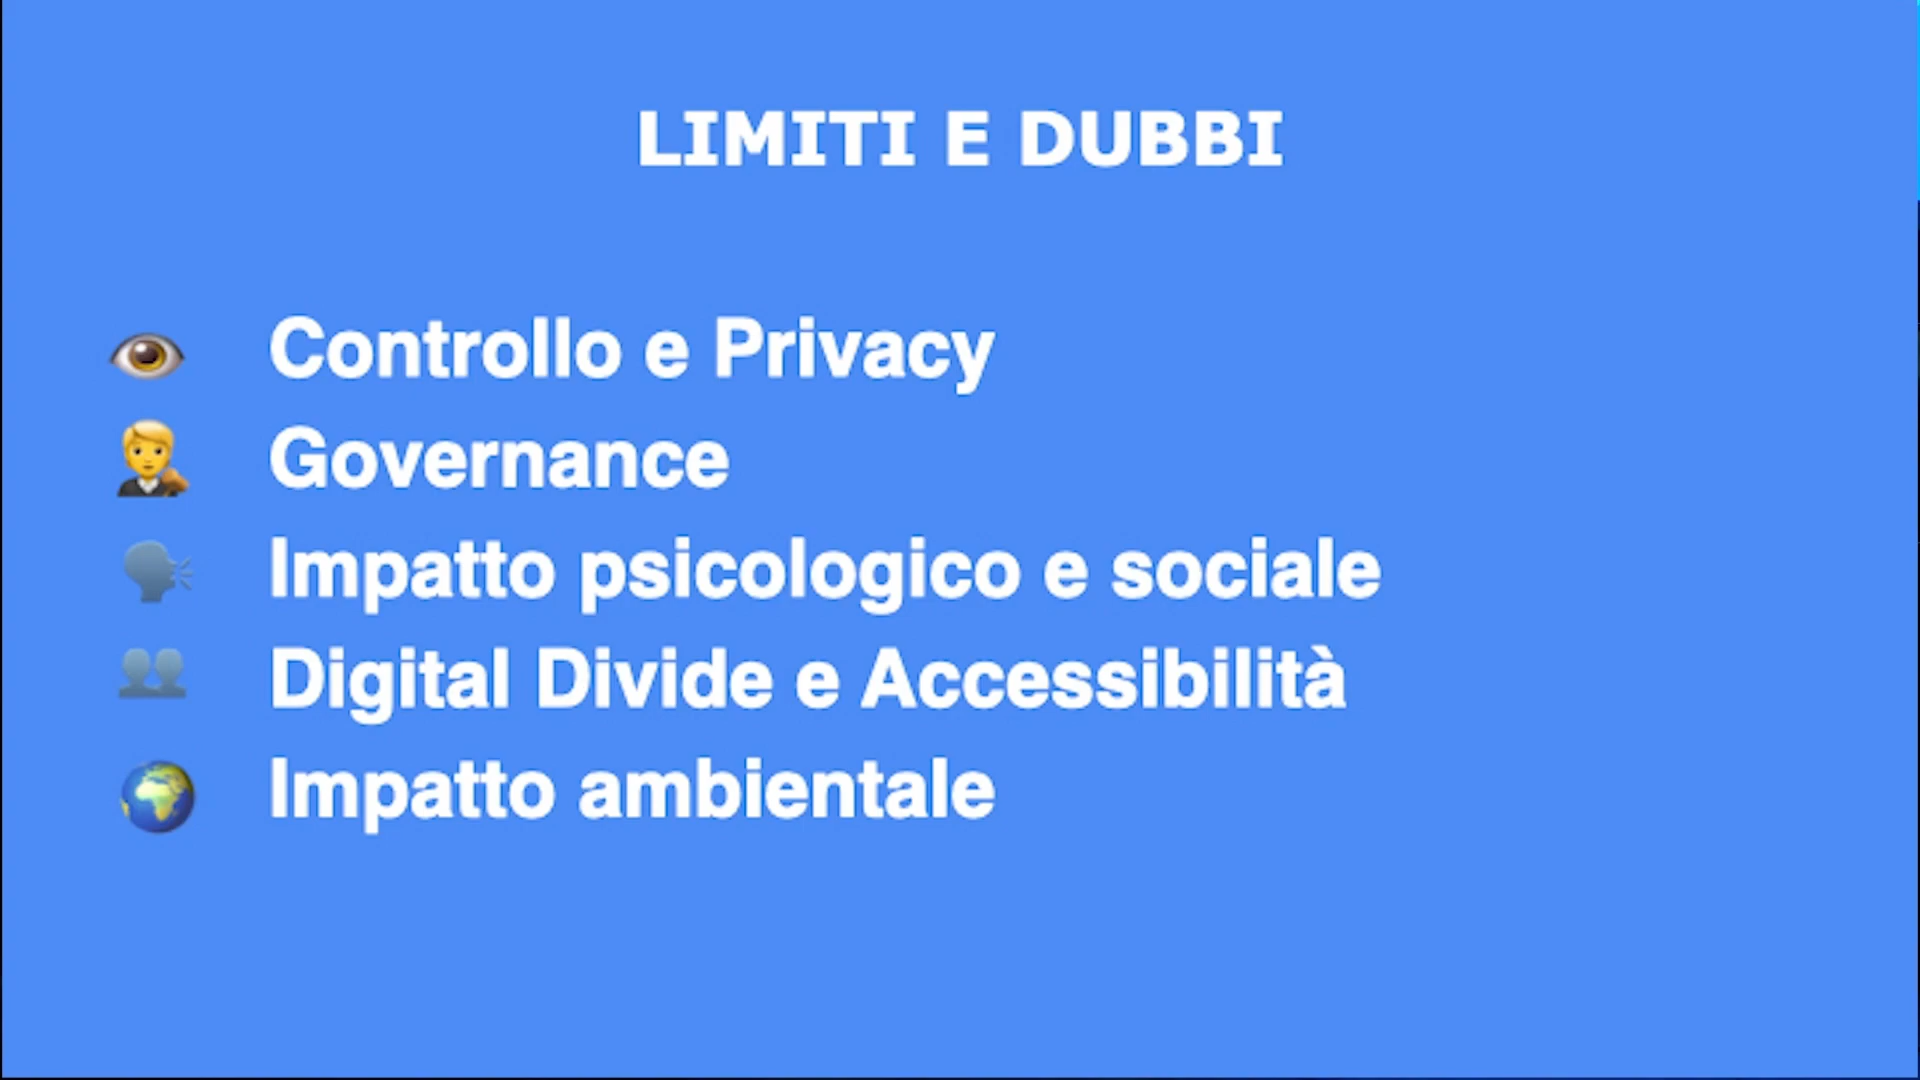 LIMITI E DUBBI
Controllo e Privacy
Governance
Impatto psicologico e sociale
Digital Divide e Accessibilità
Impatto ambientale